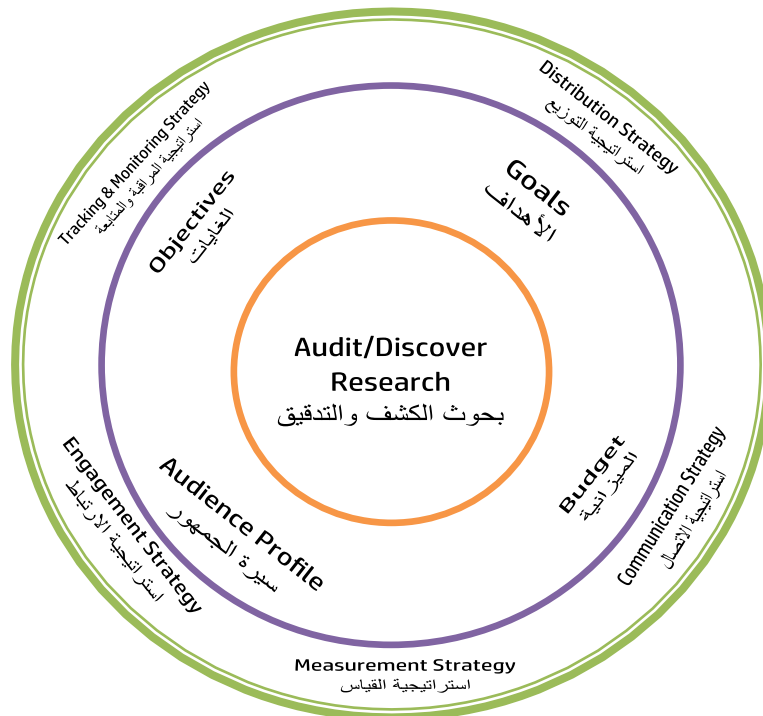 Distribution Strategy
استراتيجية التوزيع
Tracking & Monitoring Strategy
استراتيجية المراقبة والمتابعة
Goals
الأهداف
Objectives
الغايات
Audit/Discover
Research
بحوث الكشف والتدقيق
Budget
الميزانية
Communication Strategy
استراتيجية الاتصال
Audience Profile
سيرة الجمهور
Engagement Strategy
استراتيجية الارتباط
Measurement Strategy
استراتيجية القياس